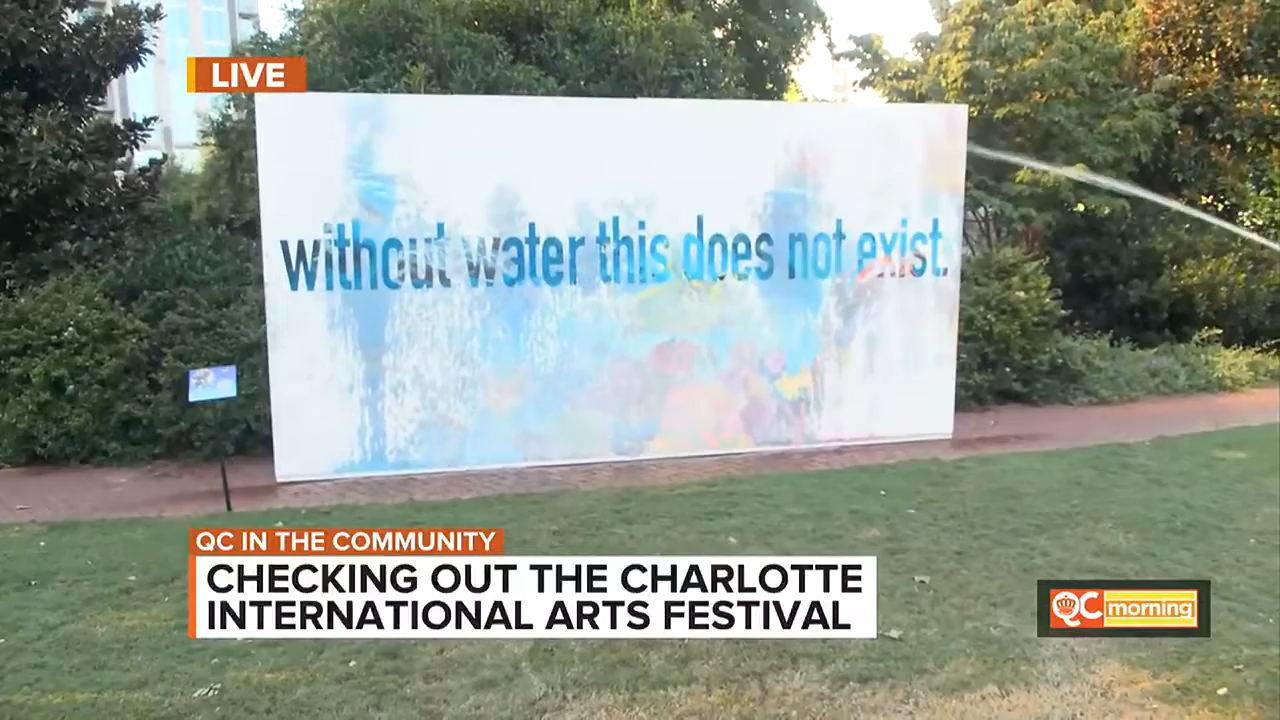 LIVE
without water this does not exist.
QC IN THE COMMUNITY
CHECKING OUT THE CHARLOTTE
INTERNATIONAL ARTS FESTIVAL
QC morning